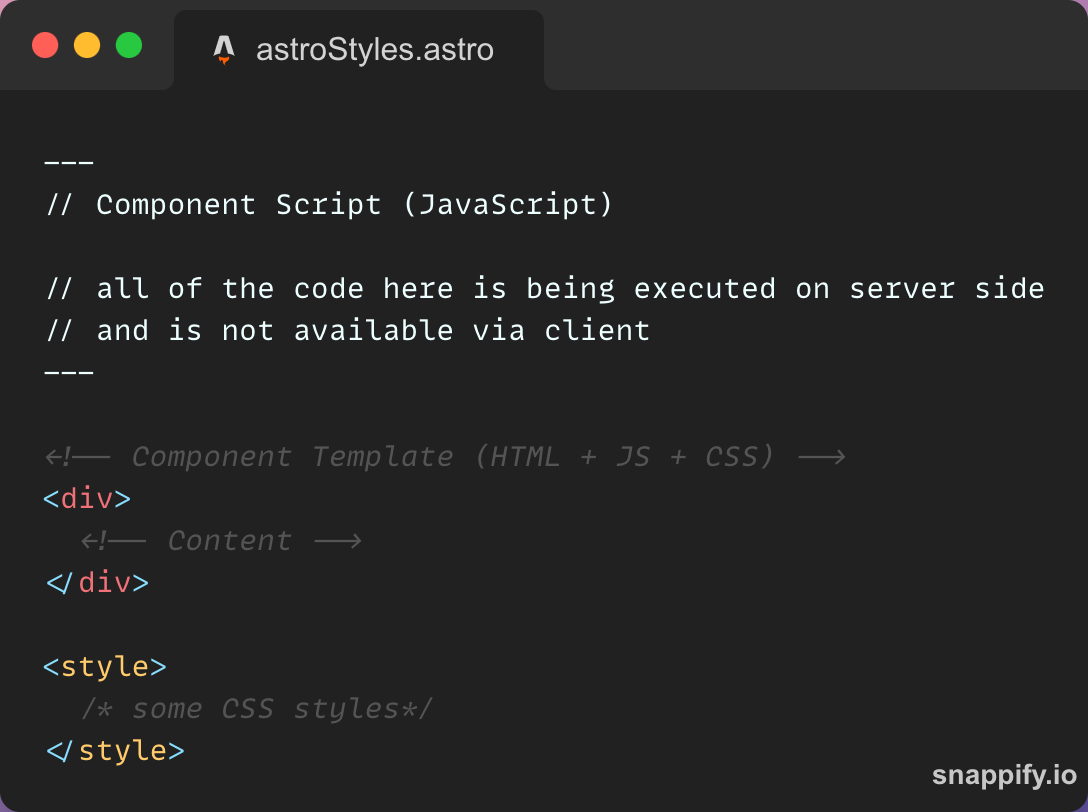 astroStyles.astro
---
// Component Script (JavaScript)
// all of the code here is being executed on server side
// and is not available via client
---
<!-- Component Template (HTML + JS + CSS) -->
<div>
<!-- Content -->
</div>
<style>
/* some CSS styles*/
</style>
snappify.io